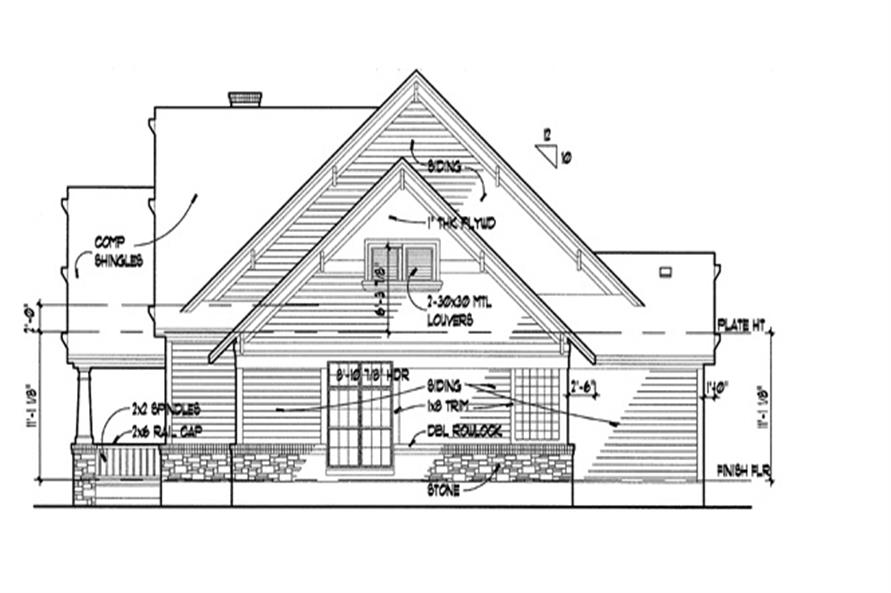 12
10
SIDING
1" THK PLYWD
COMP
SHINGLES
6'-3 7/8"
2-30x30 MTL
LOUVERS
2'-0"
PLATE HT
8'-10 7/8" HDR
SIDING
2'-6"
1'-0"
11'-1 1/8"
2x2 SPINDLES
1x8 TRIM
11'-1 1/8"
2x6 RAIL CAP
DBL ROWLOCK
FINISH FLR
STONE